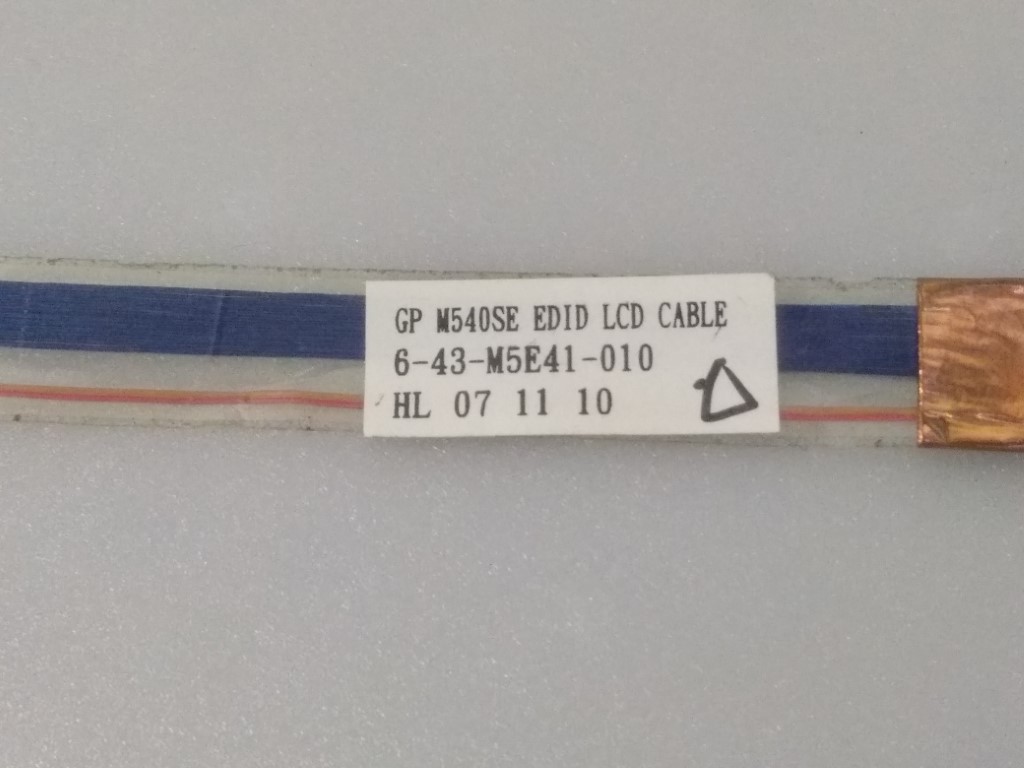 GP M540SE EDID LCD CABLE
6-43-M5E41-010
HL 07 11 10